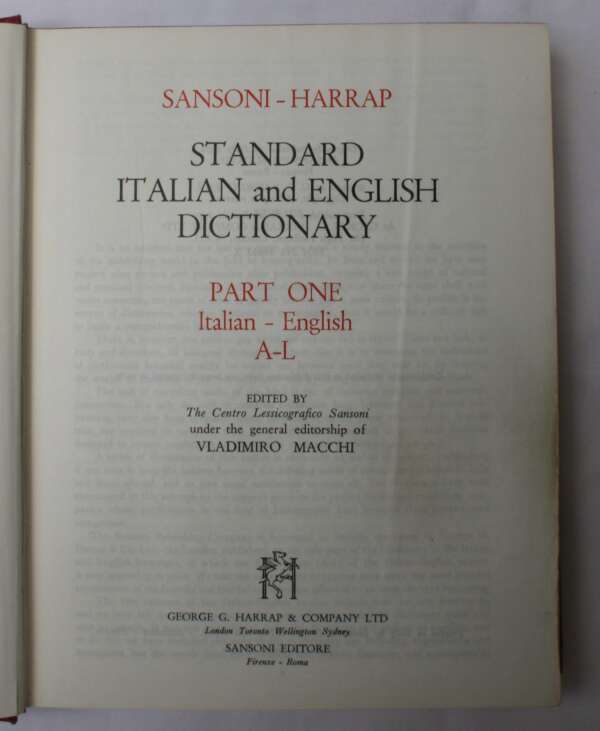 SANSONI - HARRAP
STANDARD
ITALIAN and ENGLISH
DICTIONARY
PART ONE
Italian - English
A-L
EDITED BY
The Centro Lessicografico Sansoni
under the general editorship of
VLADIMIRO MACCHI
H
GEORGE G. HARRAP & COMPANY LTD
London Toronto Wellington Sydney
SANSONI EDITORE
Firenze - Roma